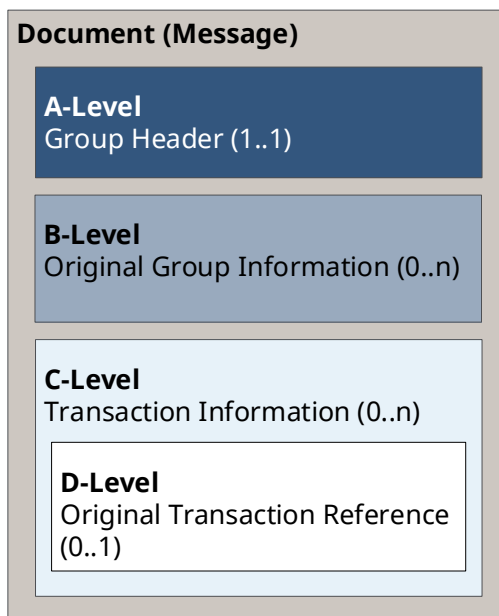 Document (Message)
A-Level
Group Header (1..1)
B-Level
Original Group Information (0..n)
C-Level
Transaction Information (0..n)
D-Level
Original Transaction Reference
(0..1)